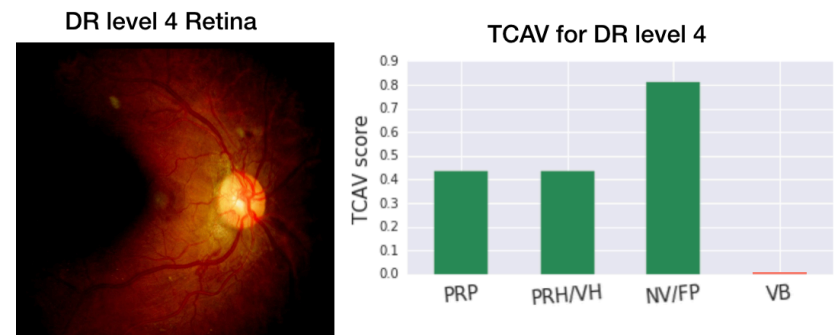 DR level 4 Retina
TCAV for DR level 4
TCAV score
0.9
0.8
0.7
0.6
0.5
0.4
0.3
0.2
0.1
0.0
PRP PRH/VH NV/FP VB